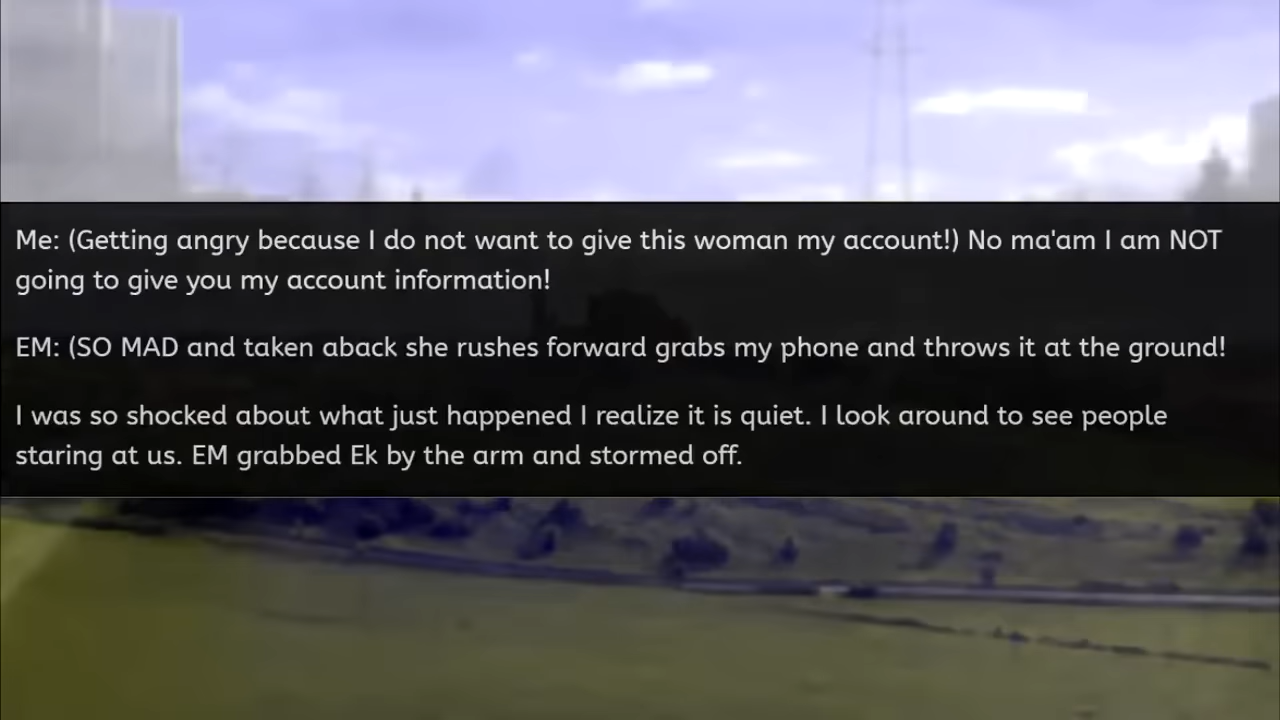 Me: (Getting angry because I do not want to give this woman my account!) No ma'am I am NOT
going to give you my account information!
EM: (SO MAD and taken aback she rushes forward grabs my phone and throws it at the ground!
I was so shocked about what just happened I realize it is quiet. I look around to see people
staring at us. EM grabbed Ek by the arm and stormed off.